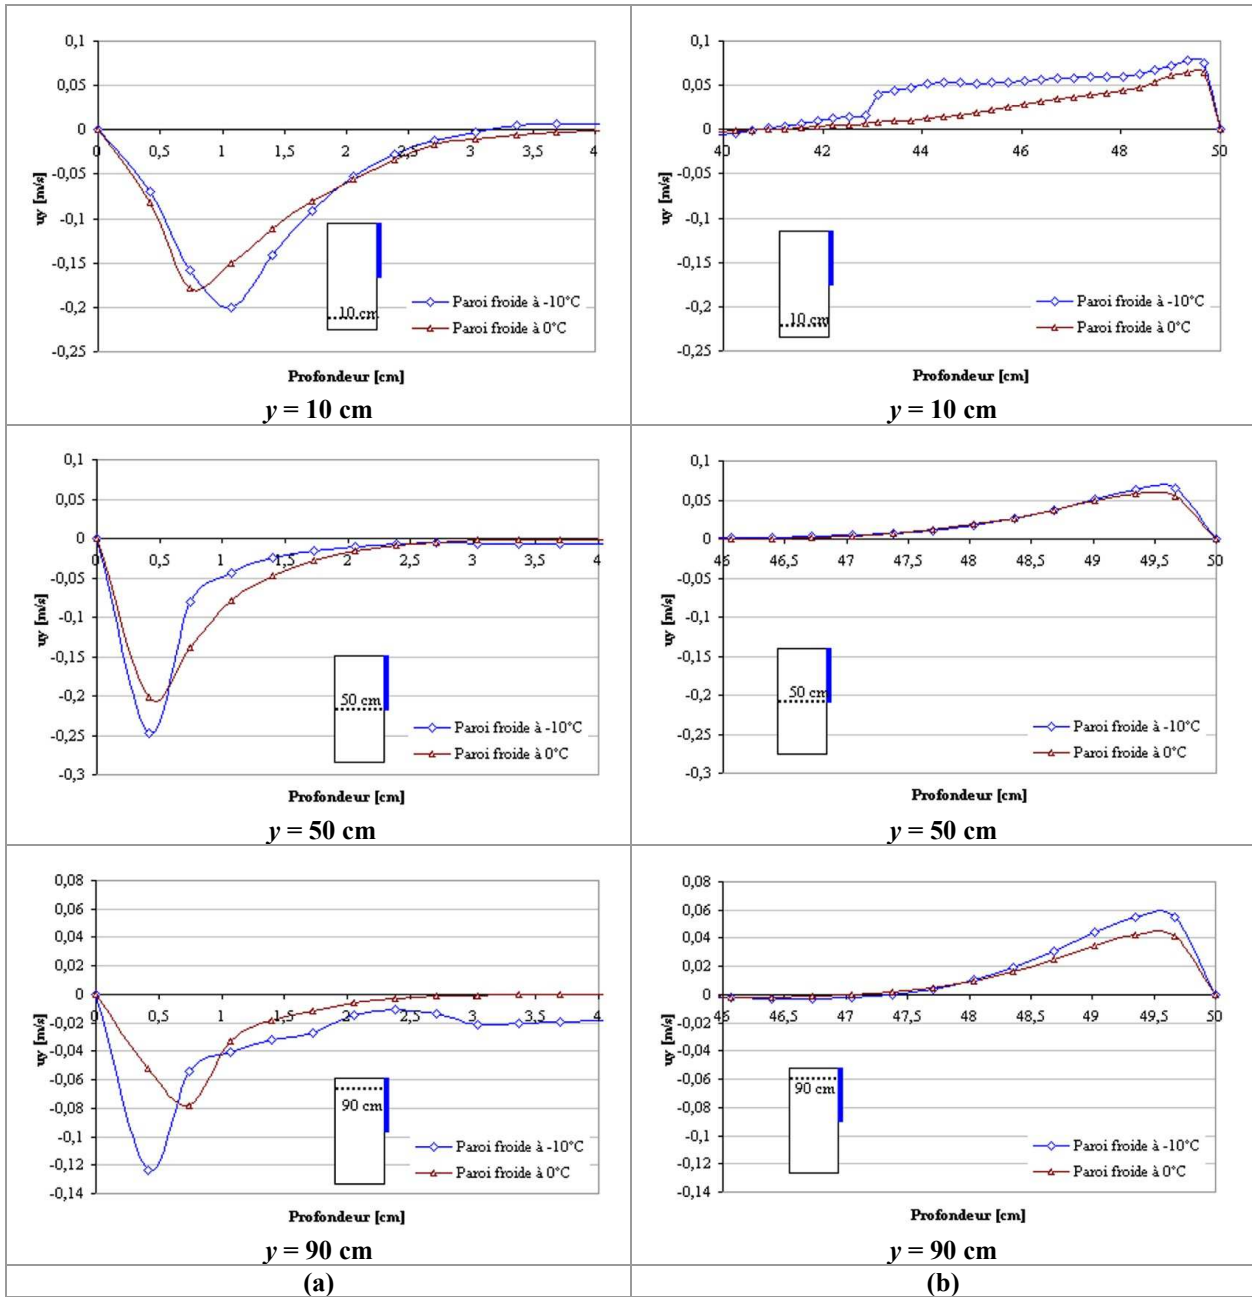 0,1
0,05
0
-0,05
-0,1
-0,15
-0,2
-0,25
uy [m/s]
0 0,5 1 1,5 2 2,5 3 3,5 4
10 cm
Paroi froide à -10°C
Paroi froide à 0°C
Profondeur [cm]
y = 10 cm
0,1
0,05
0
-0,05
-0,1
-0,15
-0,2
-0,25
uy [m/s]
40 42 44 46 48 50
10 cm
Paroi froide à -10°C
Paroi froide à 0°C
Profondeur [cm]
y = 10 cm
0,1
0,05
0
-0,05
-0,1
-0,15
-0,2
-0,25
-0,3
uy [m/s]
0 0,5 1 1,5 2 2,5 3 3,5 4
50 cm
Paroi froide à -10°C
Paroi froide à 0°C
Profondeur [cm]
y = 50 cm
0,1
0,05
0
-0,05
-0,1
-0,15
-0,2
-0,25
-0,3
uy [m/s]
46 46,5 47 47,5 48 48,5 49 49,5 50
50 cm
Paroi froide à -10°C
Paroi froide à 0°C
Profondeur [cm]
y = 50 cm
0,08
0,06
0,04
0,02
0
-0,02
-0,04
-0,06
-0,08
-0,1
-0,12
-0,14
uy [m/s]
0 0,5 1 1,5 2 2,5 3 3,5 4
90 cm
Paroi froide à -10°C
Paroi froide à 0°C
Profondeur [cm]
y = 90 cm
0,08
0,06
0,04
0,02
0
-0,02
-0,04
-0,06
-0,08
-0,1
-0,12
-0,14
uy [m/s]
46 46,5 47 47,5 48 48,5 49 49,5 50
90 cm
Paroi froide à -10°C
Paroi froide à 0°C
Profondeur [cm]
y = 90 cm
(a)
(b)